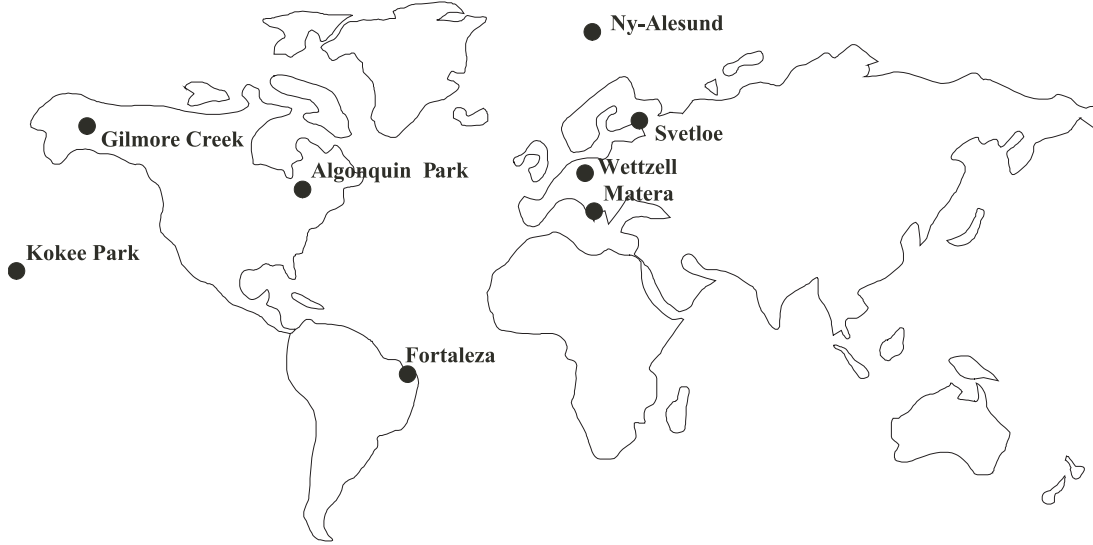 Ny-Alesund
Svetloe
Gilmore Creek
Algonquin Park
Wettzell
Matera
Kokee Park
Fortaleza